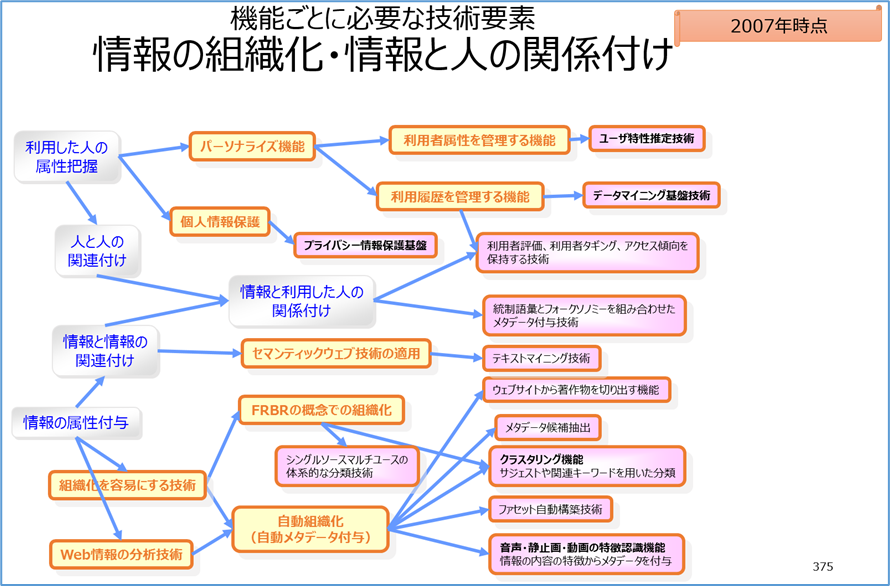 機能ごとに必要な技術要素
2007年時点
情報の組織化・情報と人の関係付け
利用した人の
属性把握
パーソナライズ機能
利用者属性を管理する機能
ユーザ特性推定技術
利用履歴を管理する機能
データマイニング基盤技術
個人情報保護
プライバシー情報保護基盤
人と人の
関連付け
利用者評価、利用者タギング、アクセス傾向を
保持する技術
情報と利用した人の
関係付け
統制語彙とフォークソノミーを組み合わせた
メタデータ付与技術
情報と情報の
関連付け
セマンティックウェブ技術の適用
テキストマイニング技術
ウェブサイトから著作物を切り出す機能
情報の属性付与
FRBRの概念での組織化
メタデータ候補抽出
シングルソースマルチユースの
体系的な分類技術
クラスタリング機能
サジェストや関連キーワードを用いた分類
組織化を容易にする技術
ファセット自動構築技術
自動組織化
(自動メタデータ付与)
Web情報の分析技術
音声・静止画・動画の特徴認識機能
情報の内容の特徴からメタデータを付与
375